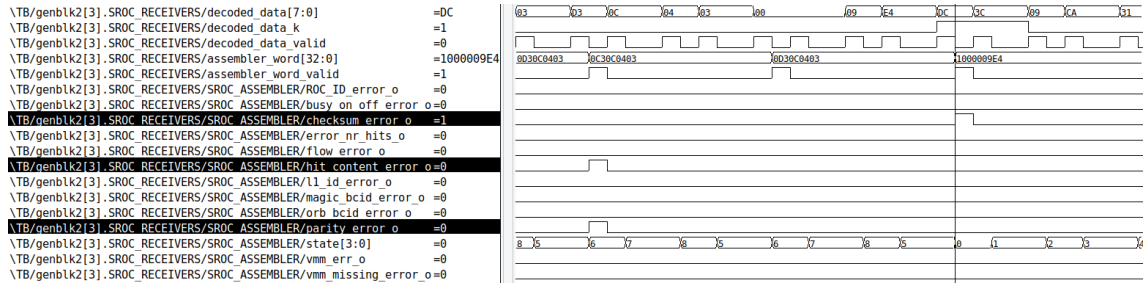 \TB/genblk2[3].SROC_RECEIVERS/decoded_data[7:0] =DC 03 D3 0C 04 03 00 09 E4 DC 3C 09 CA 31
\TB/genblk2[3].SROC_RECEIVERS/decoded_data_k =1
\TB/genblk2[3].SROC_RECEIVERS/decoded_data_valid =0
\TB/genblk2[3].SROC_RECEIVERS/assembler_word[32:0] =1000009E4 0D30C0403 0C30C0403 0D30C0403 1000009E4
\TB/genblk2[3].SROC_RECEIVERS/assembler_word_valid =1
\TB/genblk2[3].SROC_RECEIVERS/SROC_ASSEMBLER/ROC_ID_error_o =0
\TB/genblk2[3].SROC_RECEIVERS/SROC_ASSEMBLER/busy_on_off_error_o=0
\TB/genblk2[3].SROC_RECEIVERS/SROC_ASSEMBLER/checksum_error_o =1
\TB/genblk2[3].SROC_RECEIVERS/SROC_ASSEMBLER/error_nr_hits_o =0
\TB/genblk2[3].SROC_RECEIVERS/SROC_ASSEMBLER/flow_error_o =0
\TB/genblk2[3].SROC_RECEIVERS/SROC_ASSEMBLER/hit_content_error_o=0
\TB/genblk2[3].SROC_RECEIVERS/SROC_ASSEMBLER/l1_id_error_o =0
\TB/genblk2[3].SROC_RECEIVERS/SROC_ASSEMBLER/magic_bcid_error_o =0
\TB/genblk2[3].SROC_RECEIVERS/SROC_ASSEMBLER/orb_bcid_error_o =0
\TB/genblk2[3].SROC_RECEIVERS/SROC_ASSEMBLER/parity_error_o =0
\TB/genblk2[3].SROC_RECEIVERS/SROC_ASSEMBLER/state[3:0] =0 8 5 6 7 8 5 6 7 8 5 0 1 2 3 4
\TB/genblk2[3].SROC_RECEIVERS/SROC_ASSEMBLER/vmm_err_o =0
\TB/genblk2[3].SROC_RECEIVERS/SROC_ASSEMBLER/vmm_missing_error_o=0